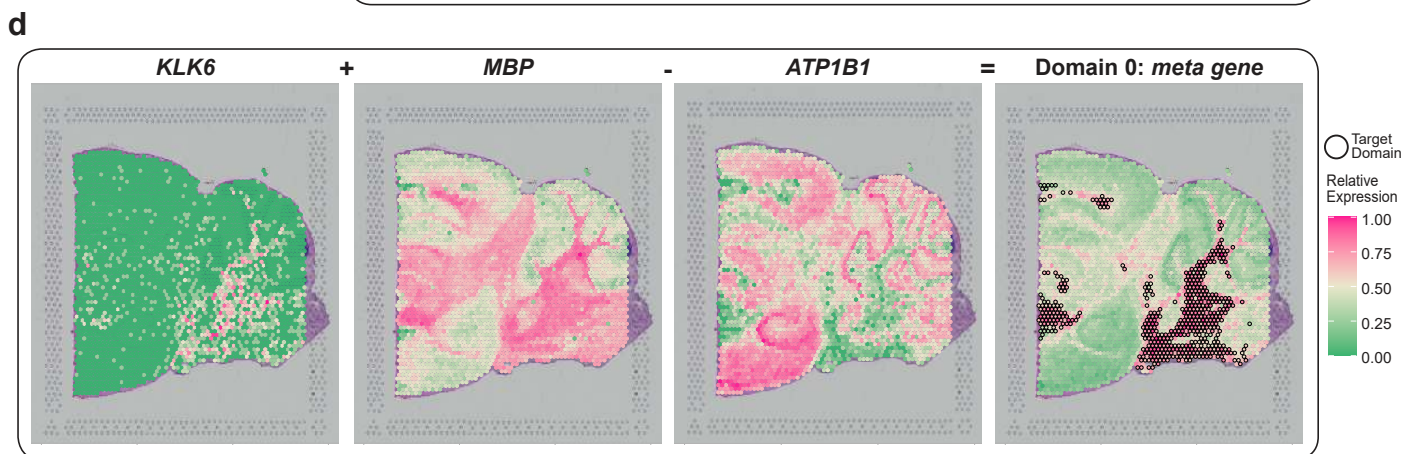 d
KLK6 + MBP - ATP1B1 = Domain 0: meta gene
Target
Domain
Relative
Expression
1.00
0.75
0.50
0.25
0.00